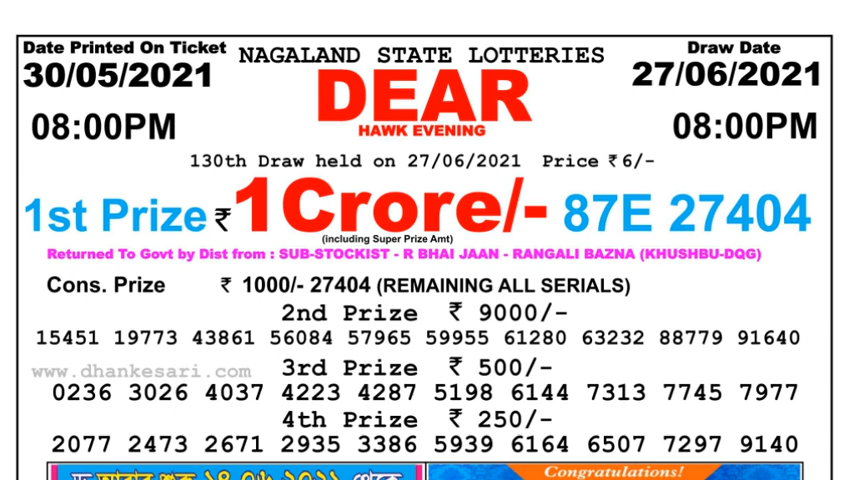 Date Printed On Ticket
30/05/2021
08:00PM
NAGALAND STATE LOTTERIES
DEAR
HAWK EVENING
Draw Date
27/06/2021
08:00PM
130th Draw held on 27/06/2021 Price ₹ 6/-
1st Prize ₹ 1Crore/- 87E 27404
(including Super Prize Amt)
Returned To Govt by Dist from : SUB-STOCKIST - R BHAI JAAN - RANGALI BAZNA (KHUSHBU-DQG)
Cons. Prize ₹ 1000/- 27404 (REMAINING ALL SERIALS)
2nd Prize ₹ 9000/-
15451 19773 43861 56084 57965 59955 61280 63232 88779 91640
www.dhankesari.com
3rd Prize ₹ 500/-
0236 3026 4037 4223 4287 5198 6144 7313 7745 7977
4th Prize ₹ 250/-
2077 2473 2671 2935 3386 5939 6164 6507 7297 9140
Congratulations!